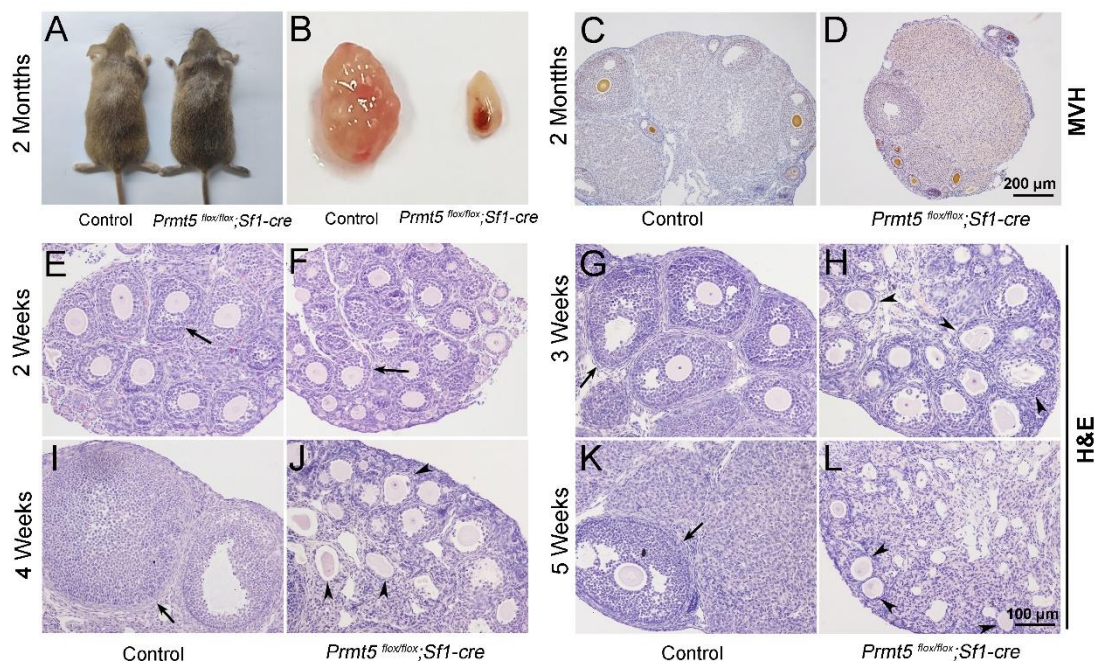 A
B
C
D
2 Montths
2 Months
MVH
200 µm
Control
Prmt5 flox/flox;Sf1-cre
Control
Prmt5 flox/flox;Sf1-cre
Control
Prmt5 flox/flox;Sf1-cre
E
F
G
H
2 Weeks
3 Weeks
I
J
K
L
4 Weeks
5 Weeks
H&E
100 µm
Control
Prmt5 flox/flox;Sf1-cre
Control
Prmt5 flox/flox;Sf1-cre